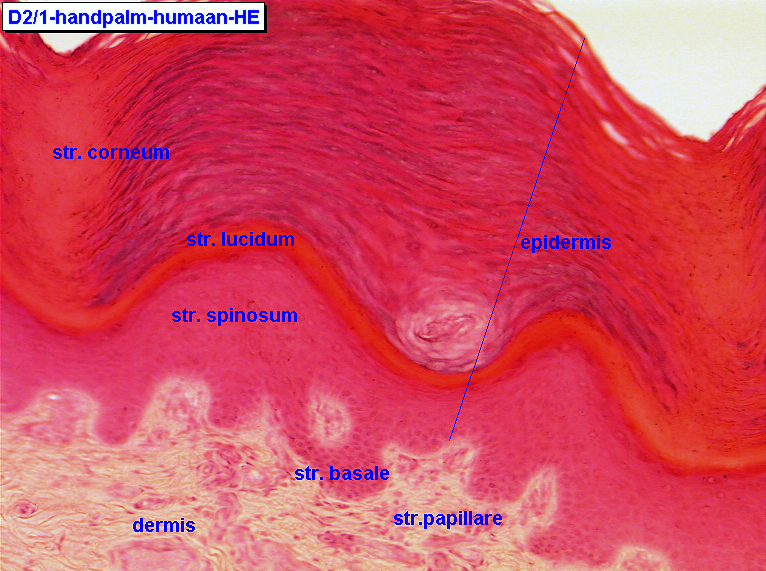 D2/1-handpalm-humaan-HE
str. corneum
str. lucidum
epidermis
str. spinosum
str. basale
str.papillare
dermis